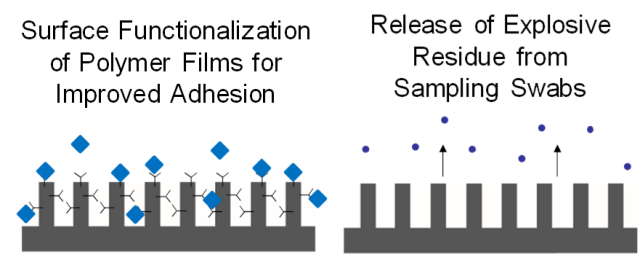 Surface Functionalization
of Polymer Films for
Improved Adhesion
Release of Explosive
Residue from
Sampling Swabs